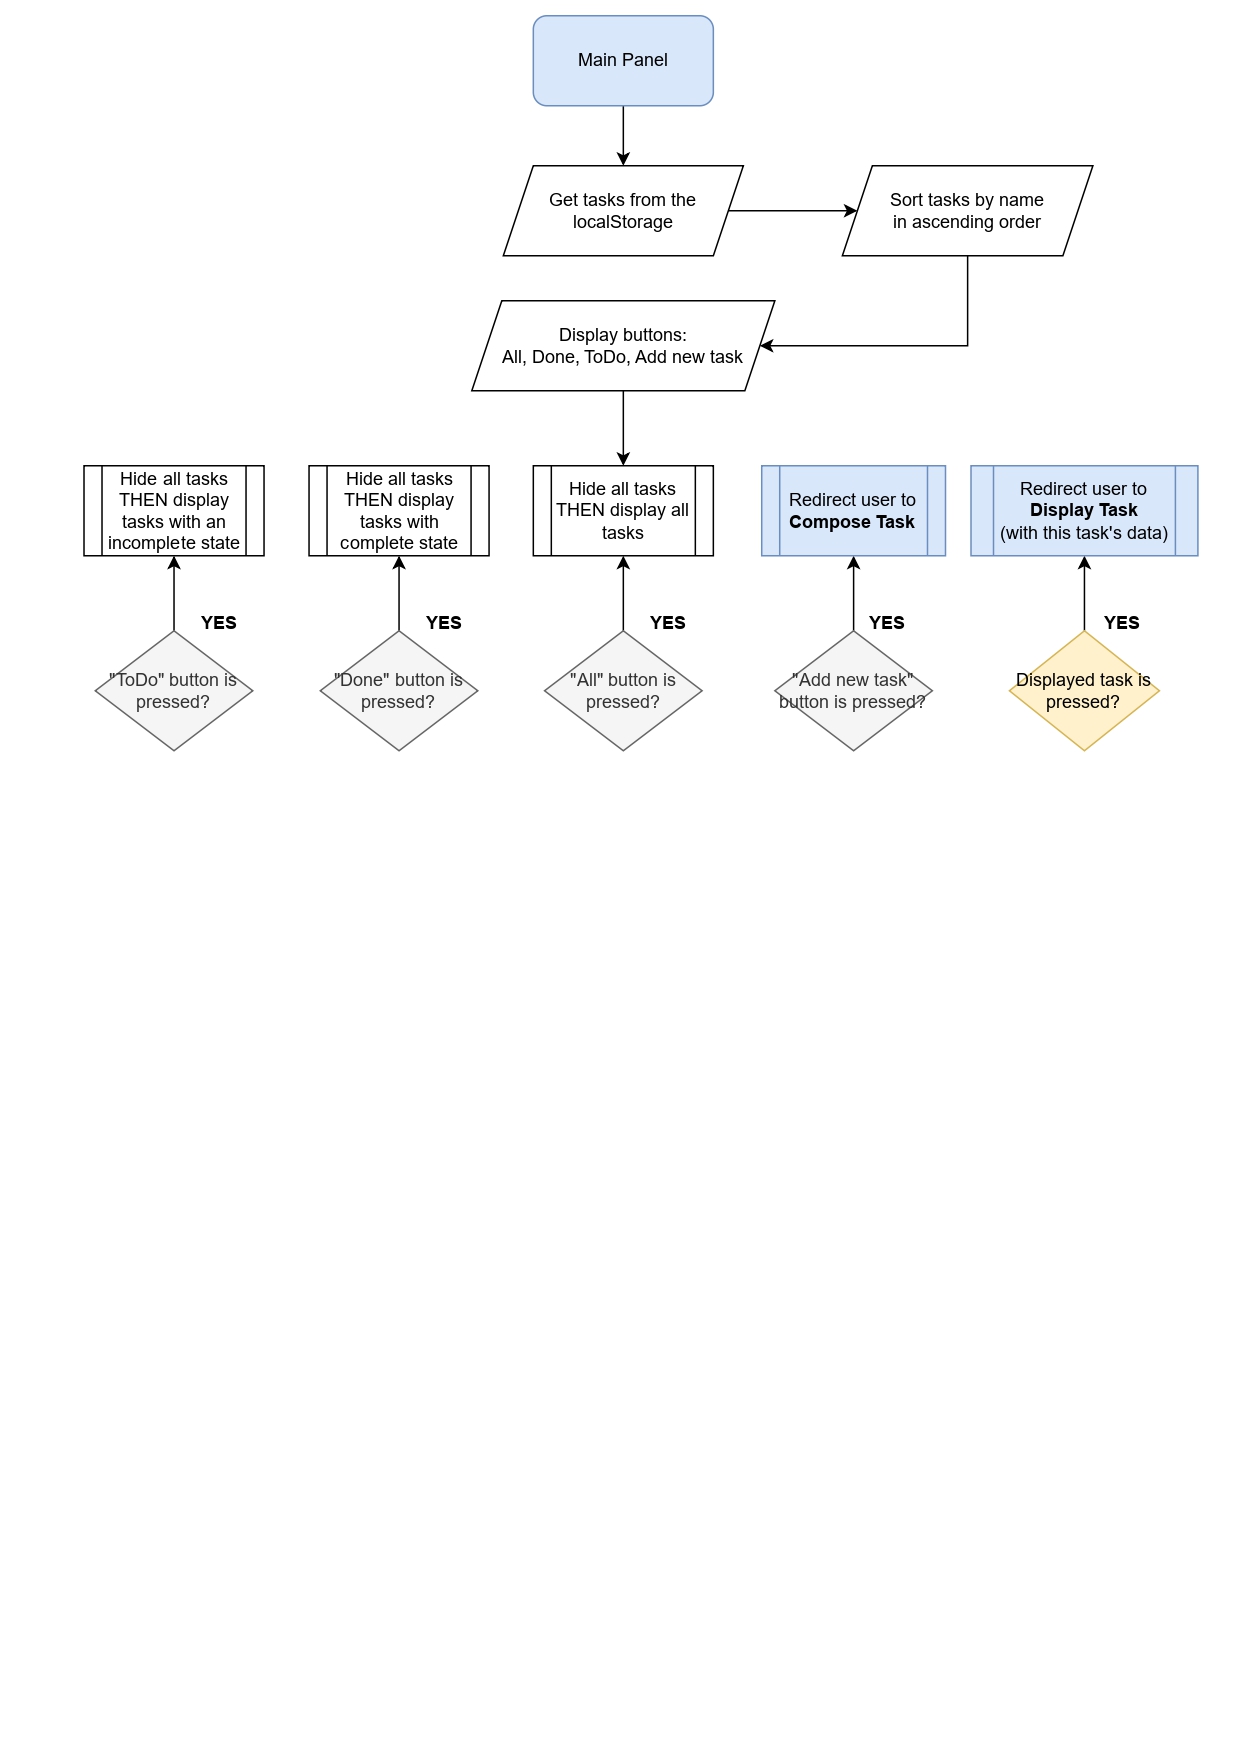 Main Panel
Get tasks from the
localStorage
Sort tasks by name
in ascending order
Display buttons:
All, Done, ToDo, Add new task
Hide all tasks
THEN display
tasks with an
incomplete state
Hide all tasks
THEN display
tasks with
complete state
Hide all tasks
THEN display all
tasks
Redirect user to
Compose Task
Redirect user to
Display Task
(with this task's data)
YES
YES
YES
YES
YES
"ToDo" button is
pressed?
"Done" button is
pressed?
"All" button is
pressed?
"Add new task"
button is pressed?
Displayed task is
pressed?